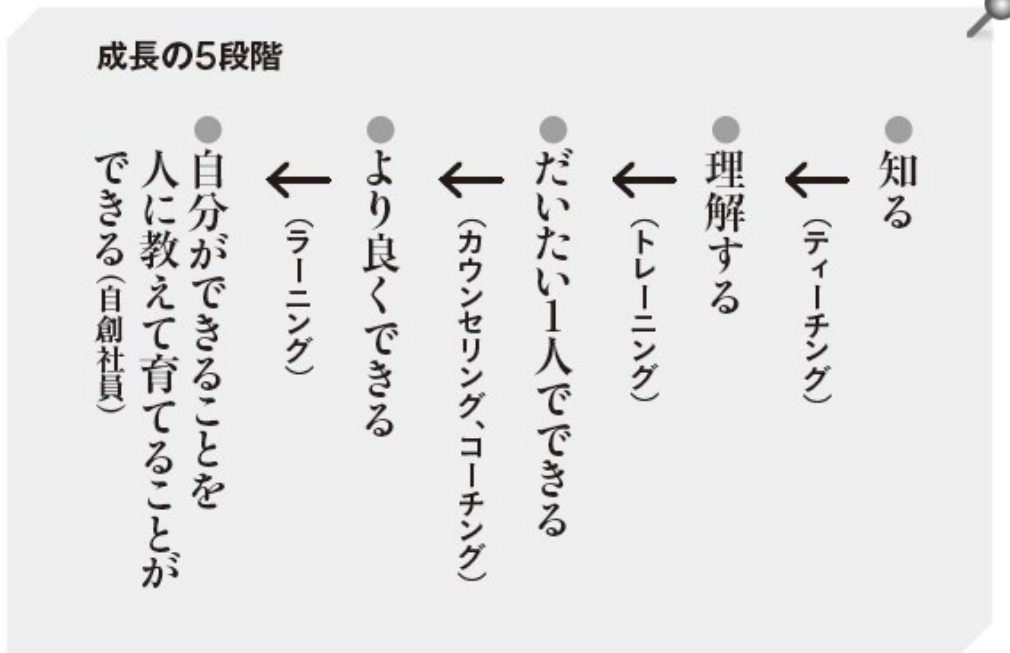 成長の5段階
●知る
←(ティーチング)
●理解する
←(トレーニング)
●だいたい1人でできる
←(カウンセリング、コーチング)
●より良くできる
←(ラーニング)
●自分ができることを
人に教えて育てることが
できる(自創社員)